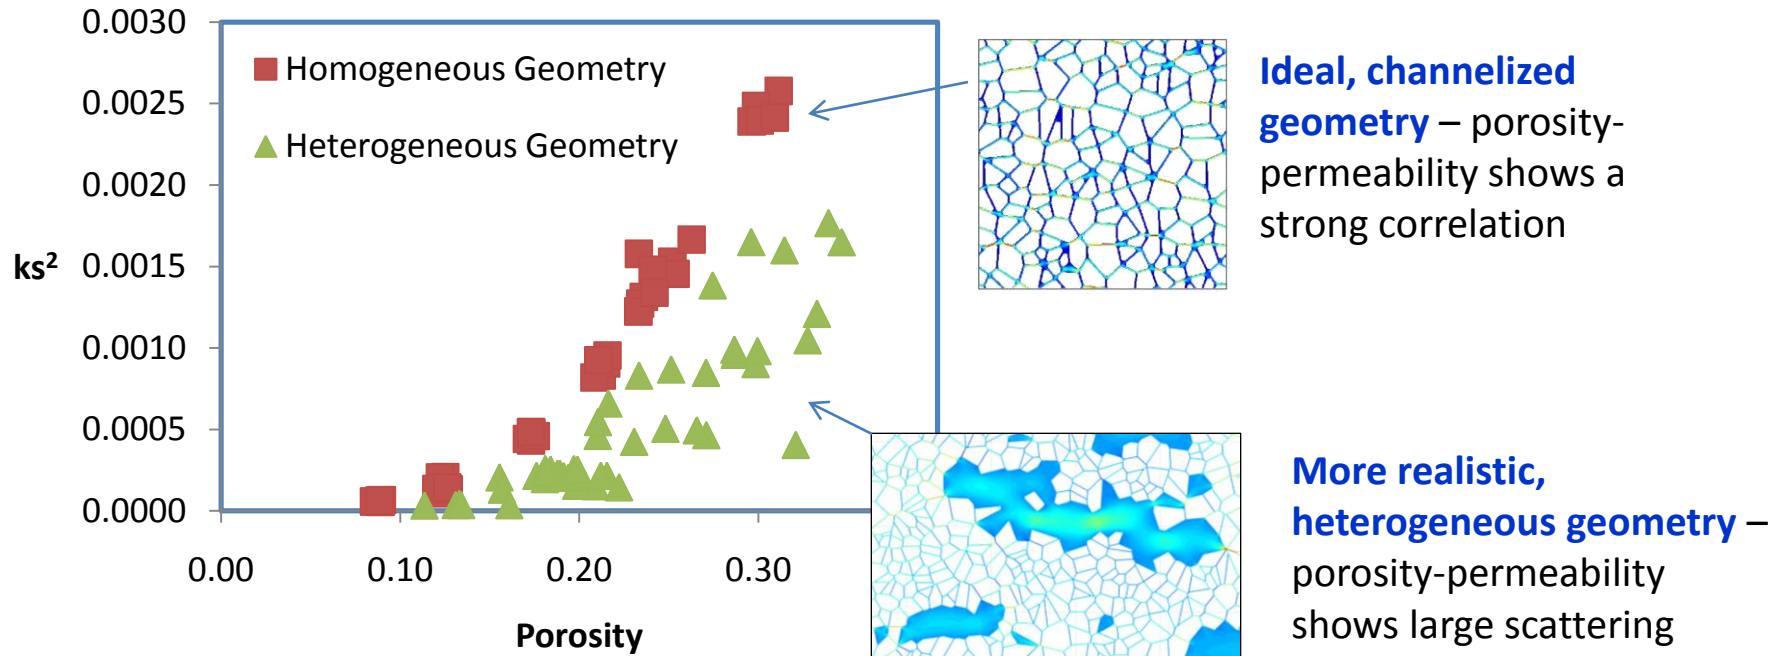 0.0030
0.0025
0.0020
0.0015
0.0010
0.0005
0.0000
ks²
Homogeneous Geometry
Heterogeneous Geometry
0.00 0.10 0.20 0.30
Porosity
Ideal, channelized
geometry – porosity-
permeability shows a
strong correlation
More realistic,
heterogeneous geometry –
porosity-permeability
shows large scattering